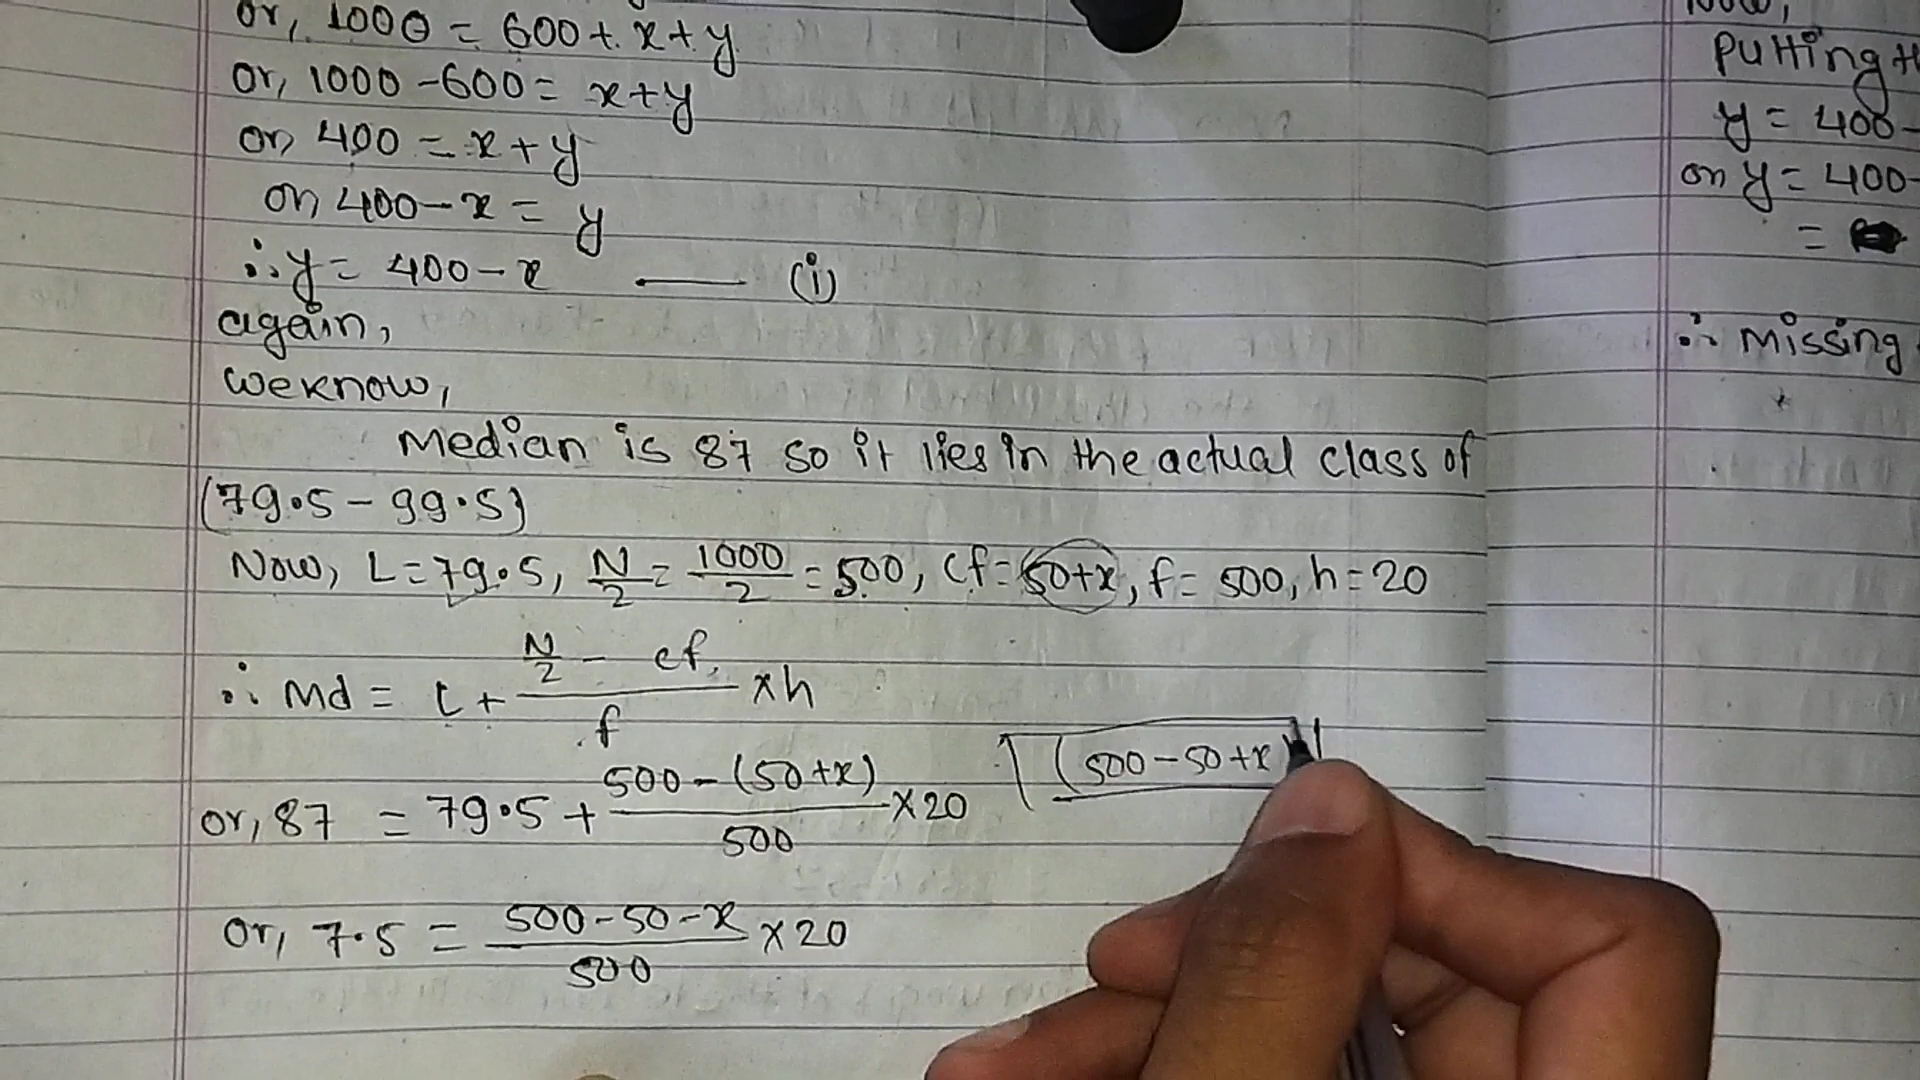 or, 1000 = 600 + x + y
or, 1000 - 600 = x + y
or, 400 = x + y
or, 400 - x = y
∴ y = 400 - x —— (i)
again,
we know,
Median is 87 so it lies in the actual class of
(79.5 - 99.5)
Now, L = 79.5, N/2 = 1000/2 = 500, cf = 50+x, f = 500, h = 20
∴ Md = L + (N/2 - cf.)/f × h
or, 87 = 79.5 + (500 - (50+x))/500 × 20
(500 - 50 + x)
or, 7.5 = (500 - 50 - x)/500 × 20
Now,
Putting
y = 400 -
or y = 400 -
=
∴ Missing